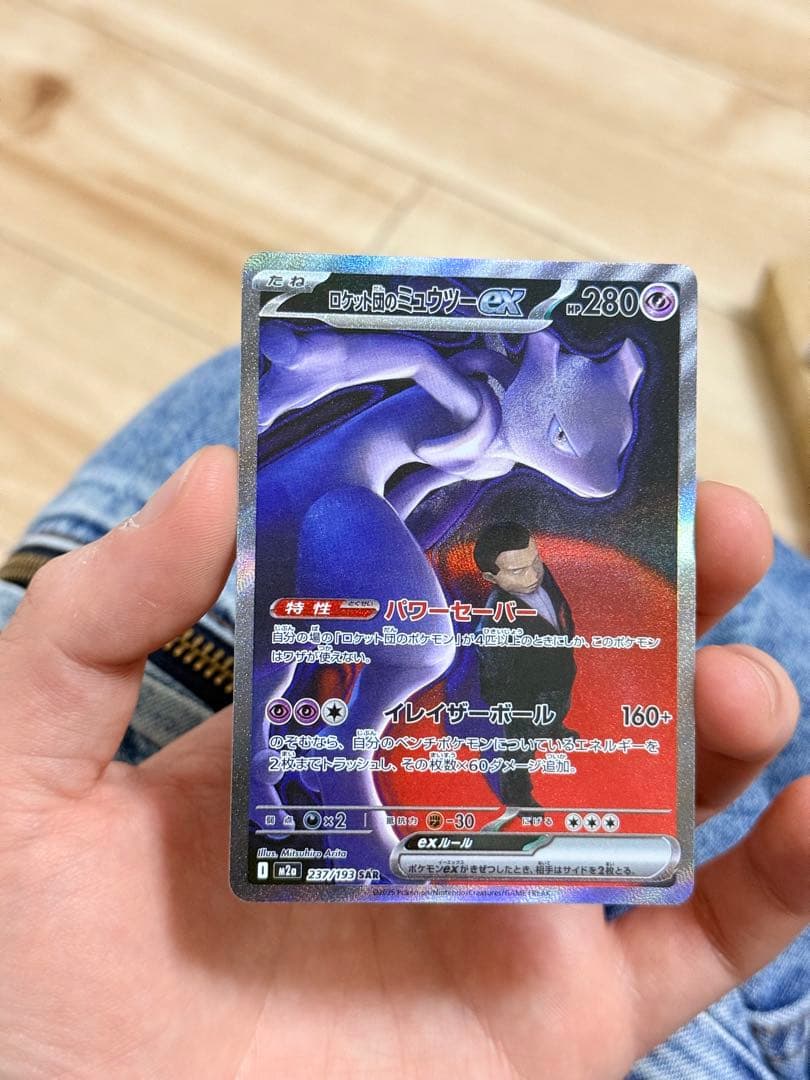 たね
ロケット団のミュウツーex
HP280
特性 パワーセーバー
自分の場の「ロケット団のポケモン」が4匹以上のときにしか、このポケモン
はワザが使えない。
イレイザーボール 160+
のぞむなら、自分のベンチポケモンについているエネルギーを
2枚までトラッシュし、その枚数×60ダメージ追加。
弱点 ×2 抵抗力 -30 にげる
exルール
ポケモンexがきぜつしたとき、相手はサイドを2枚とる。
Illus. Mitsuhiro Arita
I M2a 237/193 SAR
©2025 Pokémon/Nintendo/Creatures/GAME FREAK.